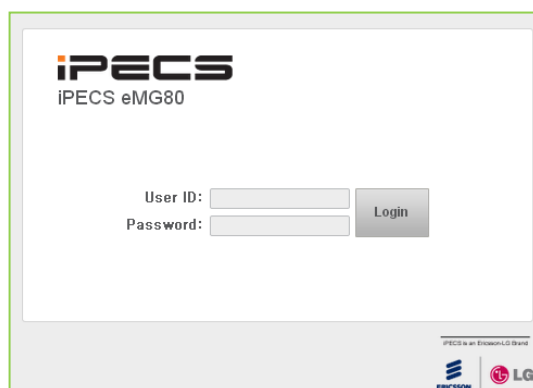 iPECS
iPECS eMG80
User ID:
Login
Password:
iPECS is an Ericsson-LG Brand
ERICSSON
LG